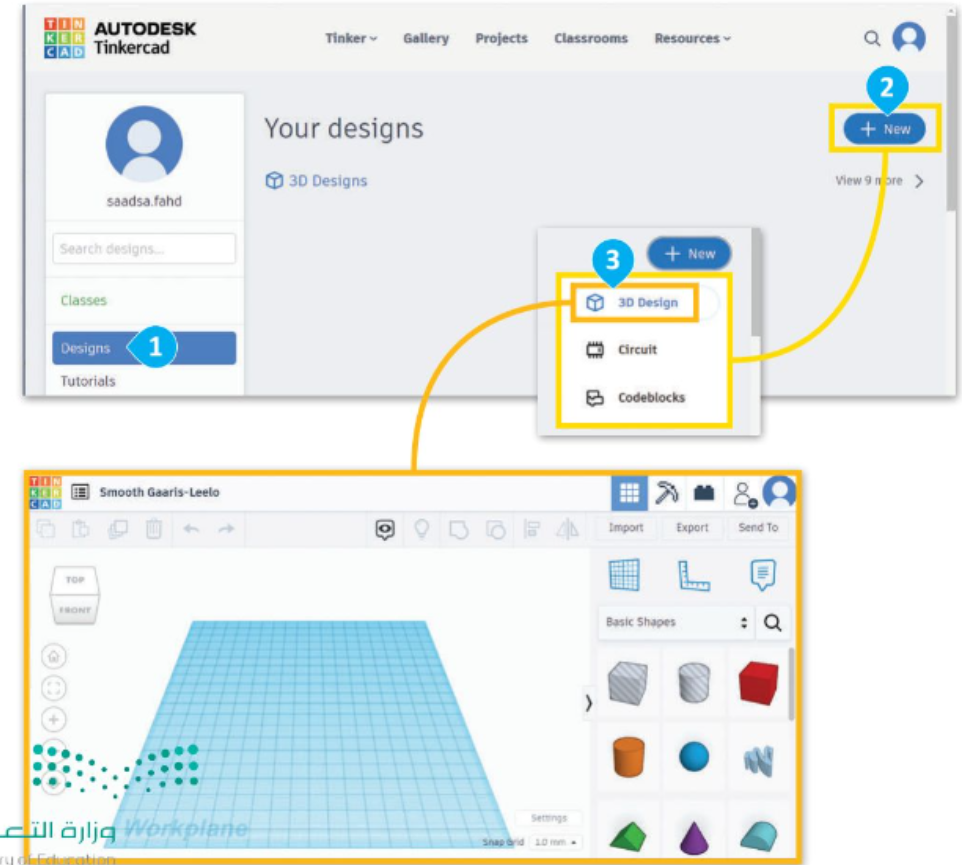 TIN
KER
CAD
AUTODESK
Tinkercad
Tinker
Gallery
Projects
Classrooms
Resources
2
Your designs
+ New
3D Designs
View 9 more
saadsa.fahd
Search designs...
+ New
3
3D Design
Classes
Circuit
Designs
1
Tutorials
Codeblocks
TIN
KER
CAD
Smooth Gaaris-Leelo
Import
Export
Send To
TOP
FRONT
Basic Shapes
Workplane
Settings
Snap Grid 1.0 mm
وزارة
of Education